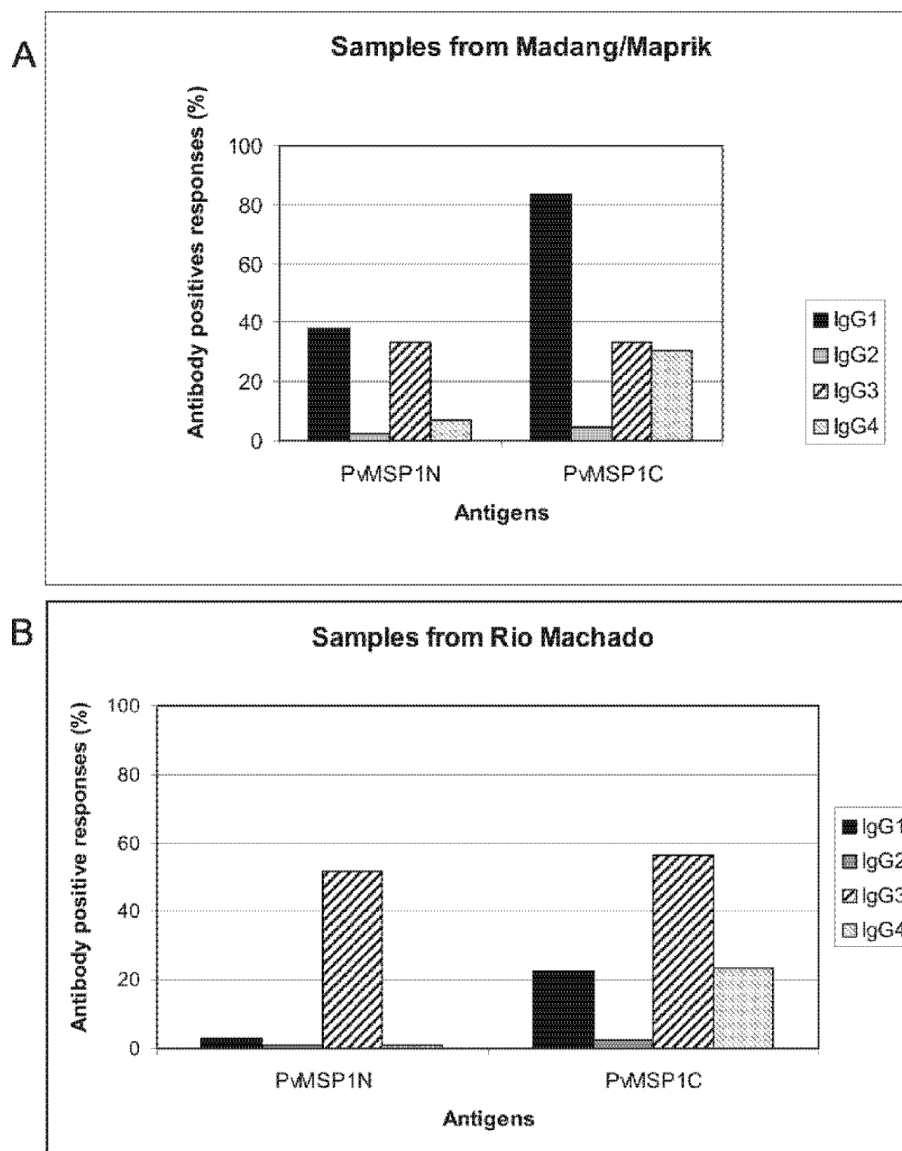 A
Samples from Madang/Maprik
Antibody positives responses (%)
100
80
60
40
20
0
PvMSP1N
PvMSP1C
Antigens
IgG1
IgG2
IgG3
IgG4
B
Samples from Rio Machado
Antibody positive responses (%)
100
80
60
40
20
0
PvMSP1N
PvMSP1C
Antigens
IgG1
IgG2
IgG3
IgG4